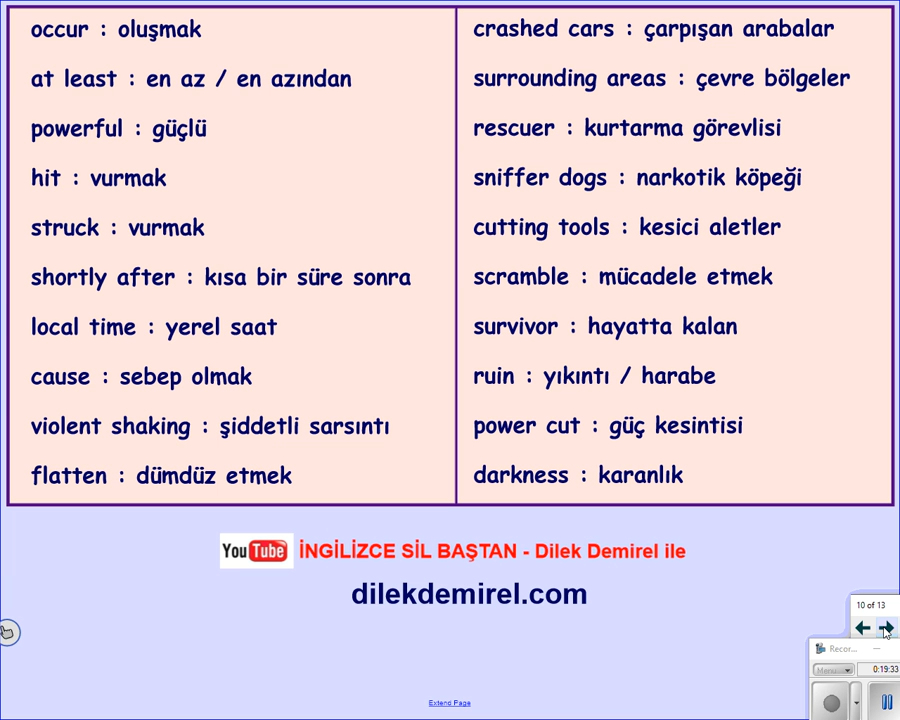 occur : oluşmak
at least : en az / en azından
powerful : güçlü
hit : vurmak
struck : vurmak
shortly after : kısa bir süre sonra
local time : yerel saat
cause : sebep olmak
violent shaking : şiddetli sarsıntı
flatten : dümdüz etmek
crashed cars : çarpışan arabalar
surrounding areas : çevre bölgeler
rescuer : kurtarma görevlisi
sniffer dogs : narkotik köpeği
cutting tools : kesici aletler
scramble : mücadele etmek
survivor : hayatta kalan
ruin : yıkıntı / harabe
power cut : güç kesintisi
darkness : karanlık
YouTube İNGİLİZCE SİL BAŞTAN - Dilek Demirel ile
dilekdemirel.com
10 of 13
Recor...
Menu
0:19:33
Extend Page